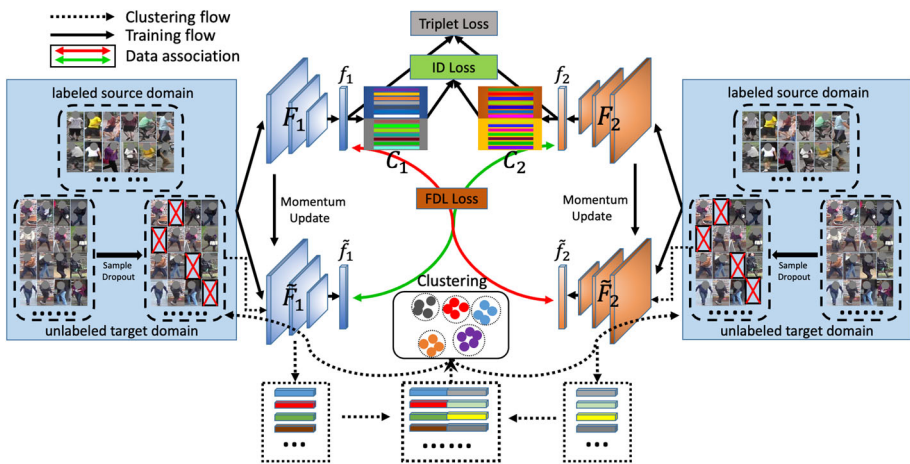 Clustering flow
Training flow
Data association
Triplet Loss
ID Loss
f₁
f₂
labeled source domain
F₁
C₁
C₂
F₂
labeled source domain
FDL Loss
Momentum
Update
Momentum
Update
Sample
Dropout
f̃₁
F̃₁
Clustering
f̃₂
F̃₂
Sample
Dropout
unlabeled target domain
unlabeled target domain